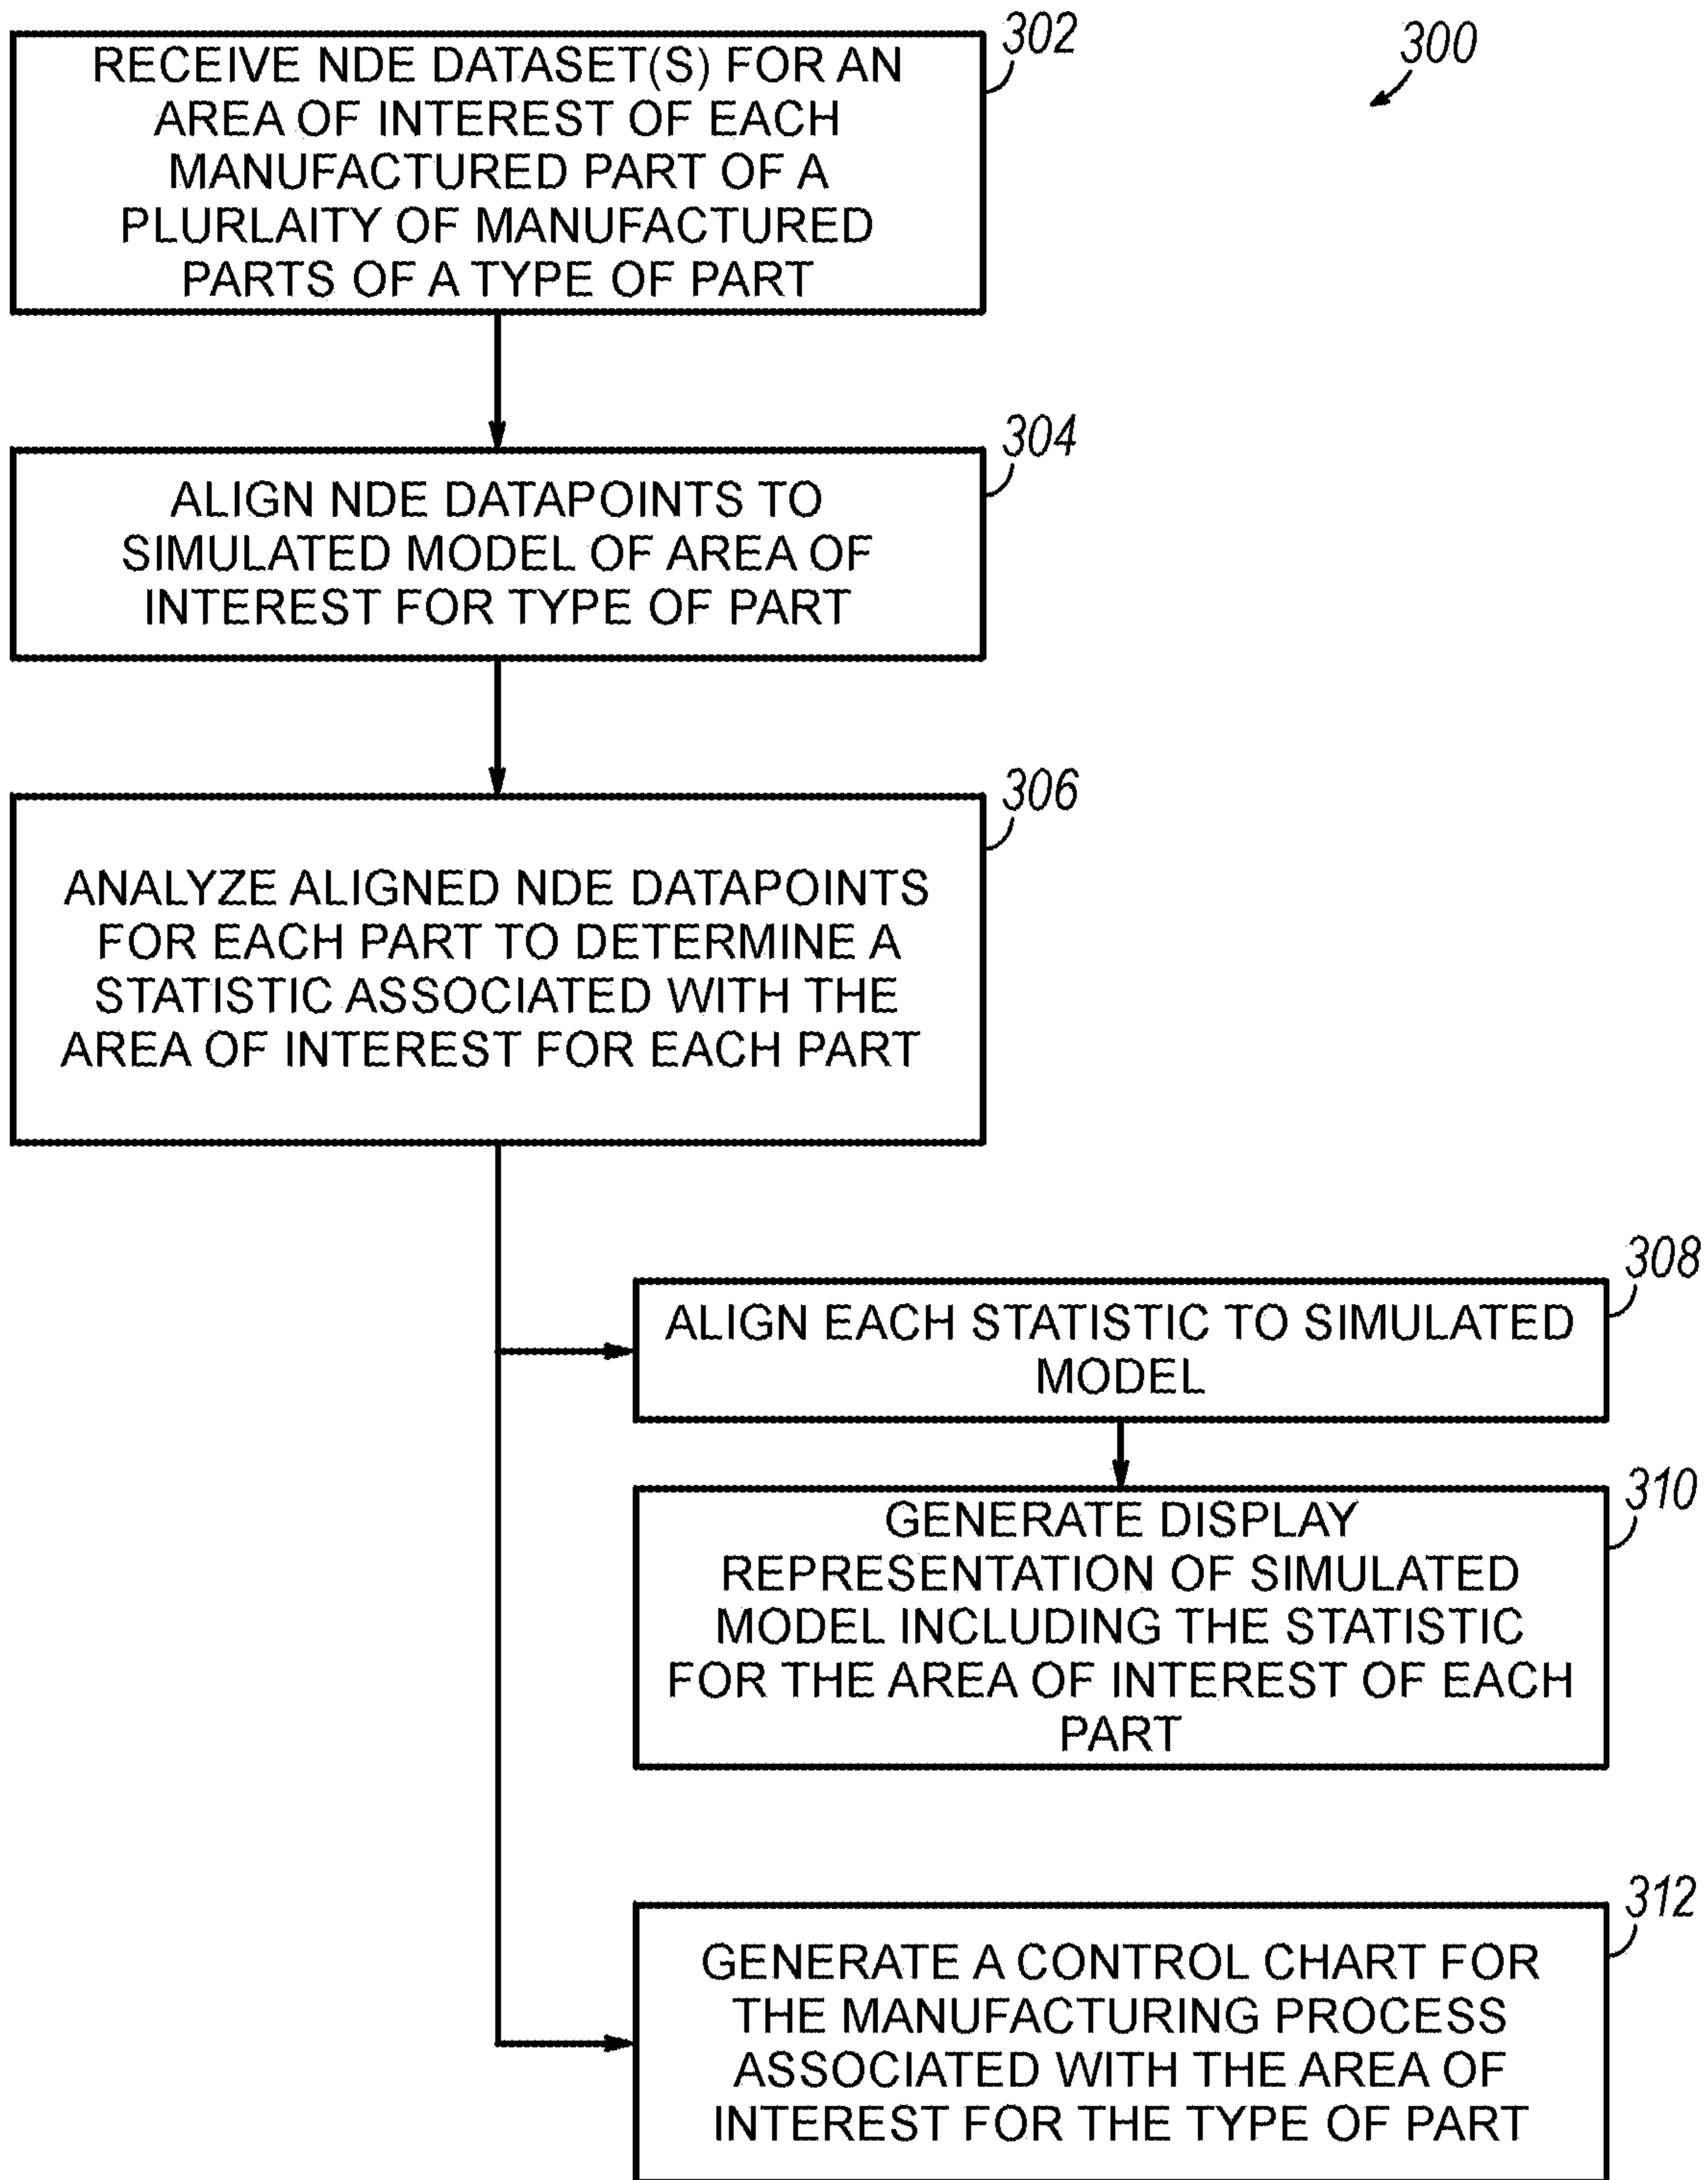 302
300
RECEIVE NDE DATASET(S) FOR AN
AREA OF INTEREST OF EACH
MANUFACTURED PART OF A
PLURLAITY OF MANUFACTURED
PARTS OF A TYPE OF PART
304
ALIGN NDE DATAPOINTS TO
SIMULATED MODEL OF AREA OF
INTEREST FOR TYPE OF PART
306
ANALYZE ALIGNED NDE DATAPOINTS
FOR EACH PART TO DETERMINE A
STATISTIC ASSOCIATED WITH THE
AREA OF INTEREST FOR EACH PART
308
ALIGN EACH STATISTIC TO SIMULATED
MODEL
310
GENERATE DISPLAY
REPRESENTATION OF SIMULATED
MODEL INCLUDING THE STATISTIC
FOR THE AREA OF INTEREST OF EACH
PART
312
GENERATE A CONTROL CHART FOR
THE MANUFACTURING PROCESS
ASSOCIATED WITH THE AREA OF
INTEREST FOR THE TYPE OF PART